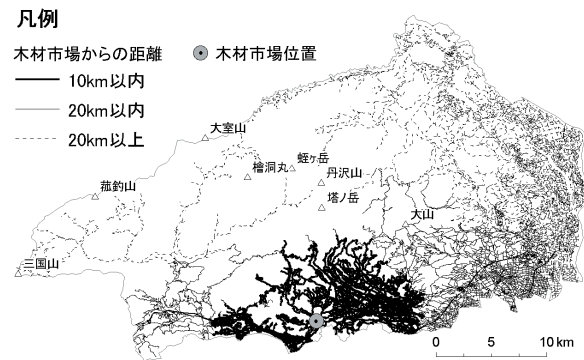 凡例
木材市場からの距離
木材市場位置
10km以内
20km以内
20km以上
大室山
蛭ヶ岳
檜洞丸
丹沢山
菰釣山
塔ノ岳
大山
三国山
0 5 10 km